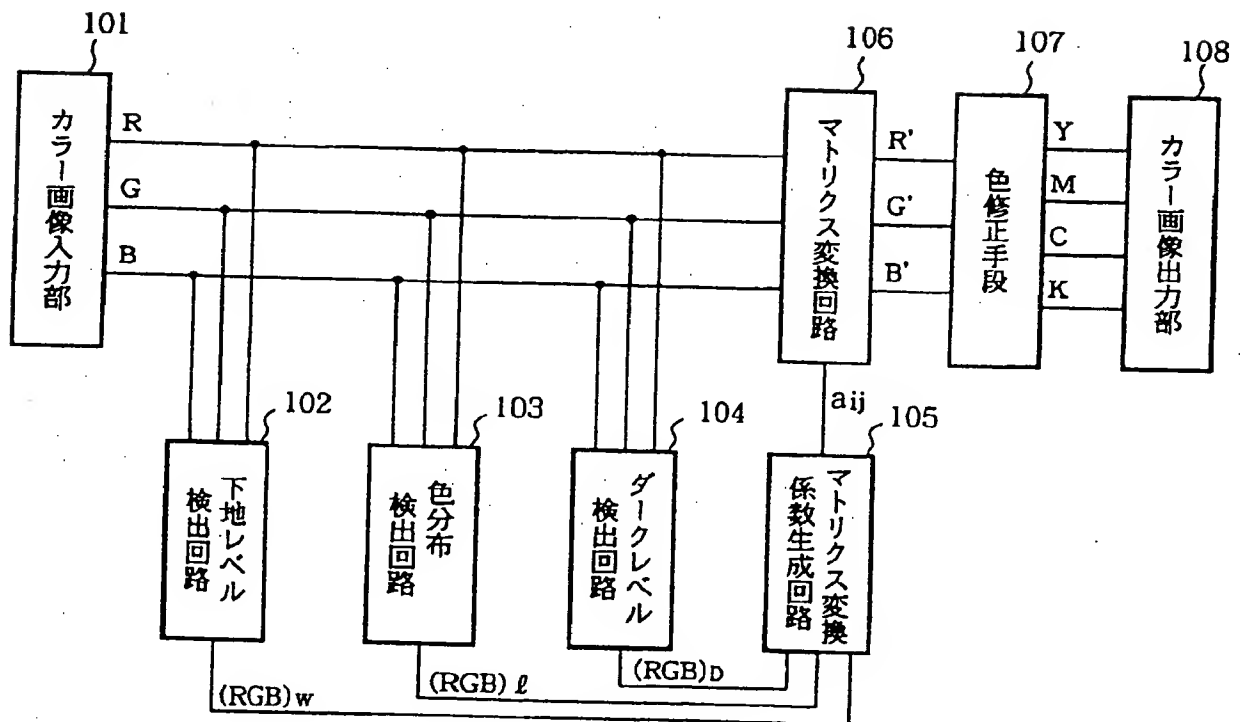 101
カラー画像入力部
R
G
B
106
マトリクス変換回路
R'
G'
B'
107
色修正手段
Y
M
C
K
108
カラー画像出力部
102
下地レベル
検出回路
103
色分布
検出回路
104
ダークレベル
検出回路
aij
105
マトリクス変換
係数生成回路
(RGB)W
(RGB)ℓ
(RGB)D